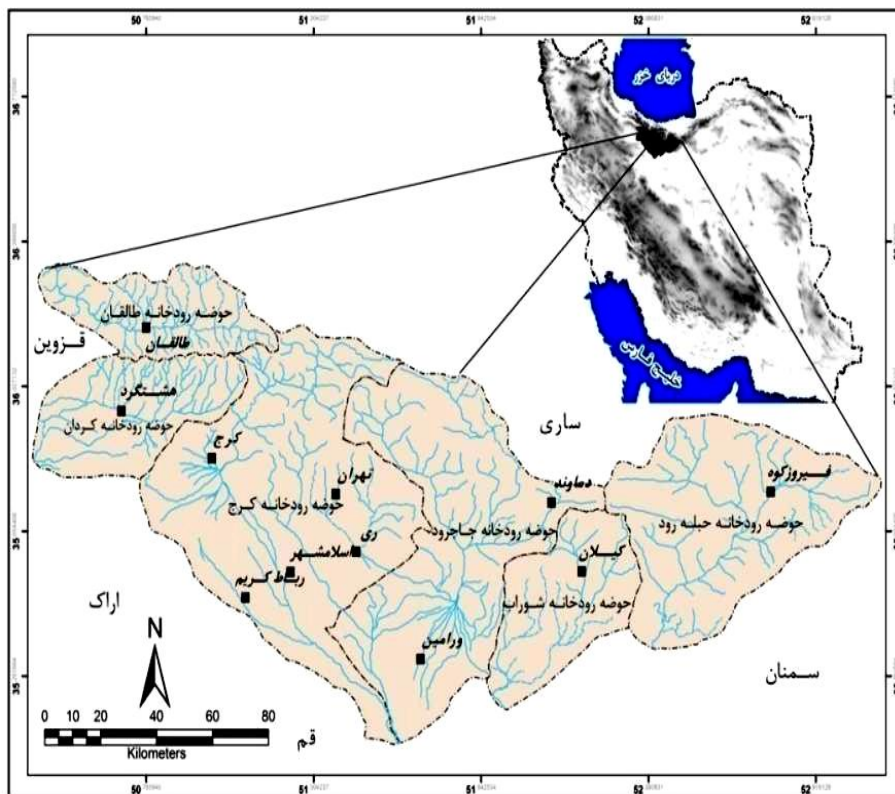 50
51
51
52
52
36
36
36
35
35
دریای خزر
خلیج فارس
حوضه رودخانه طالقان
طالقان
قزوین
هشتگرد
حوضه رودخانه کردان
ساری
کرج
تهران
حوضه رودخانه کرج
دماوند
حوضه رودخانه جاجرود
فیروزکوه
حوضه رودخانه حبله رود
ری
اسلامشهر
رباط کریم
گیلان
حوضه رودخانه شوراب
اراک
ورامین
سمنان
قم
N
0 10 20 40 60 80
Kilometers